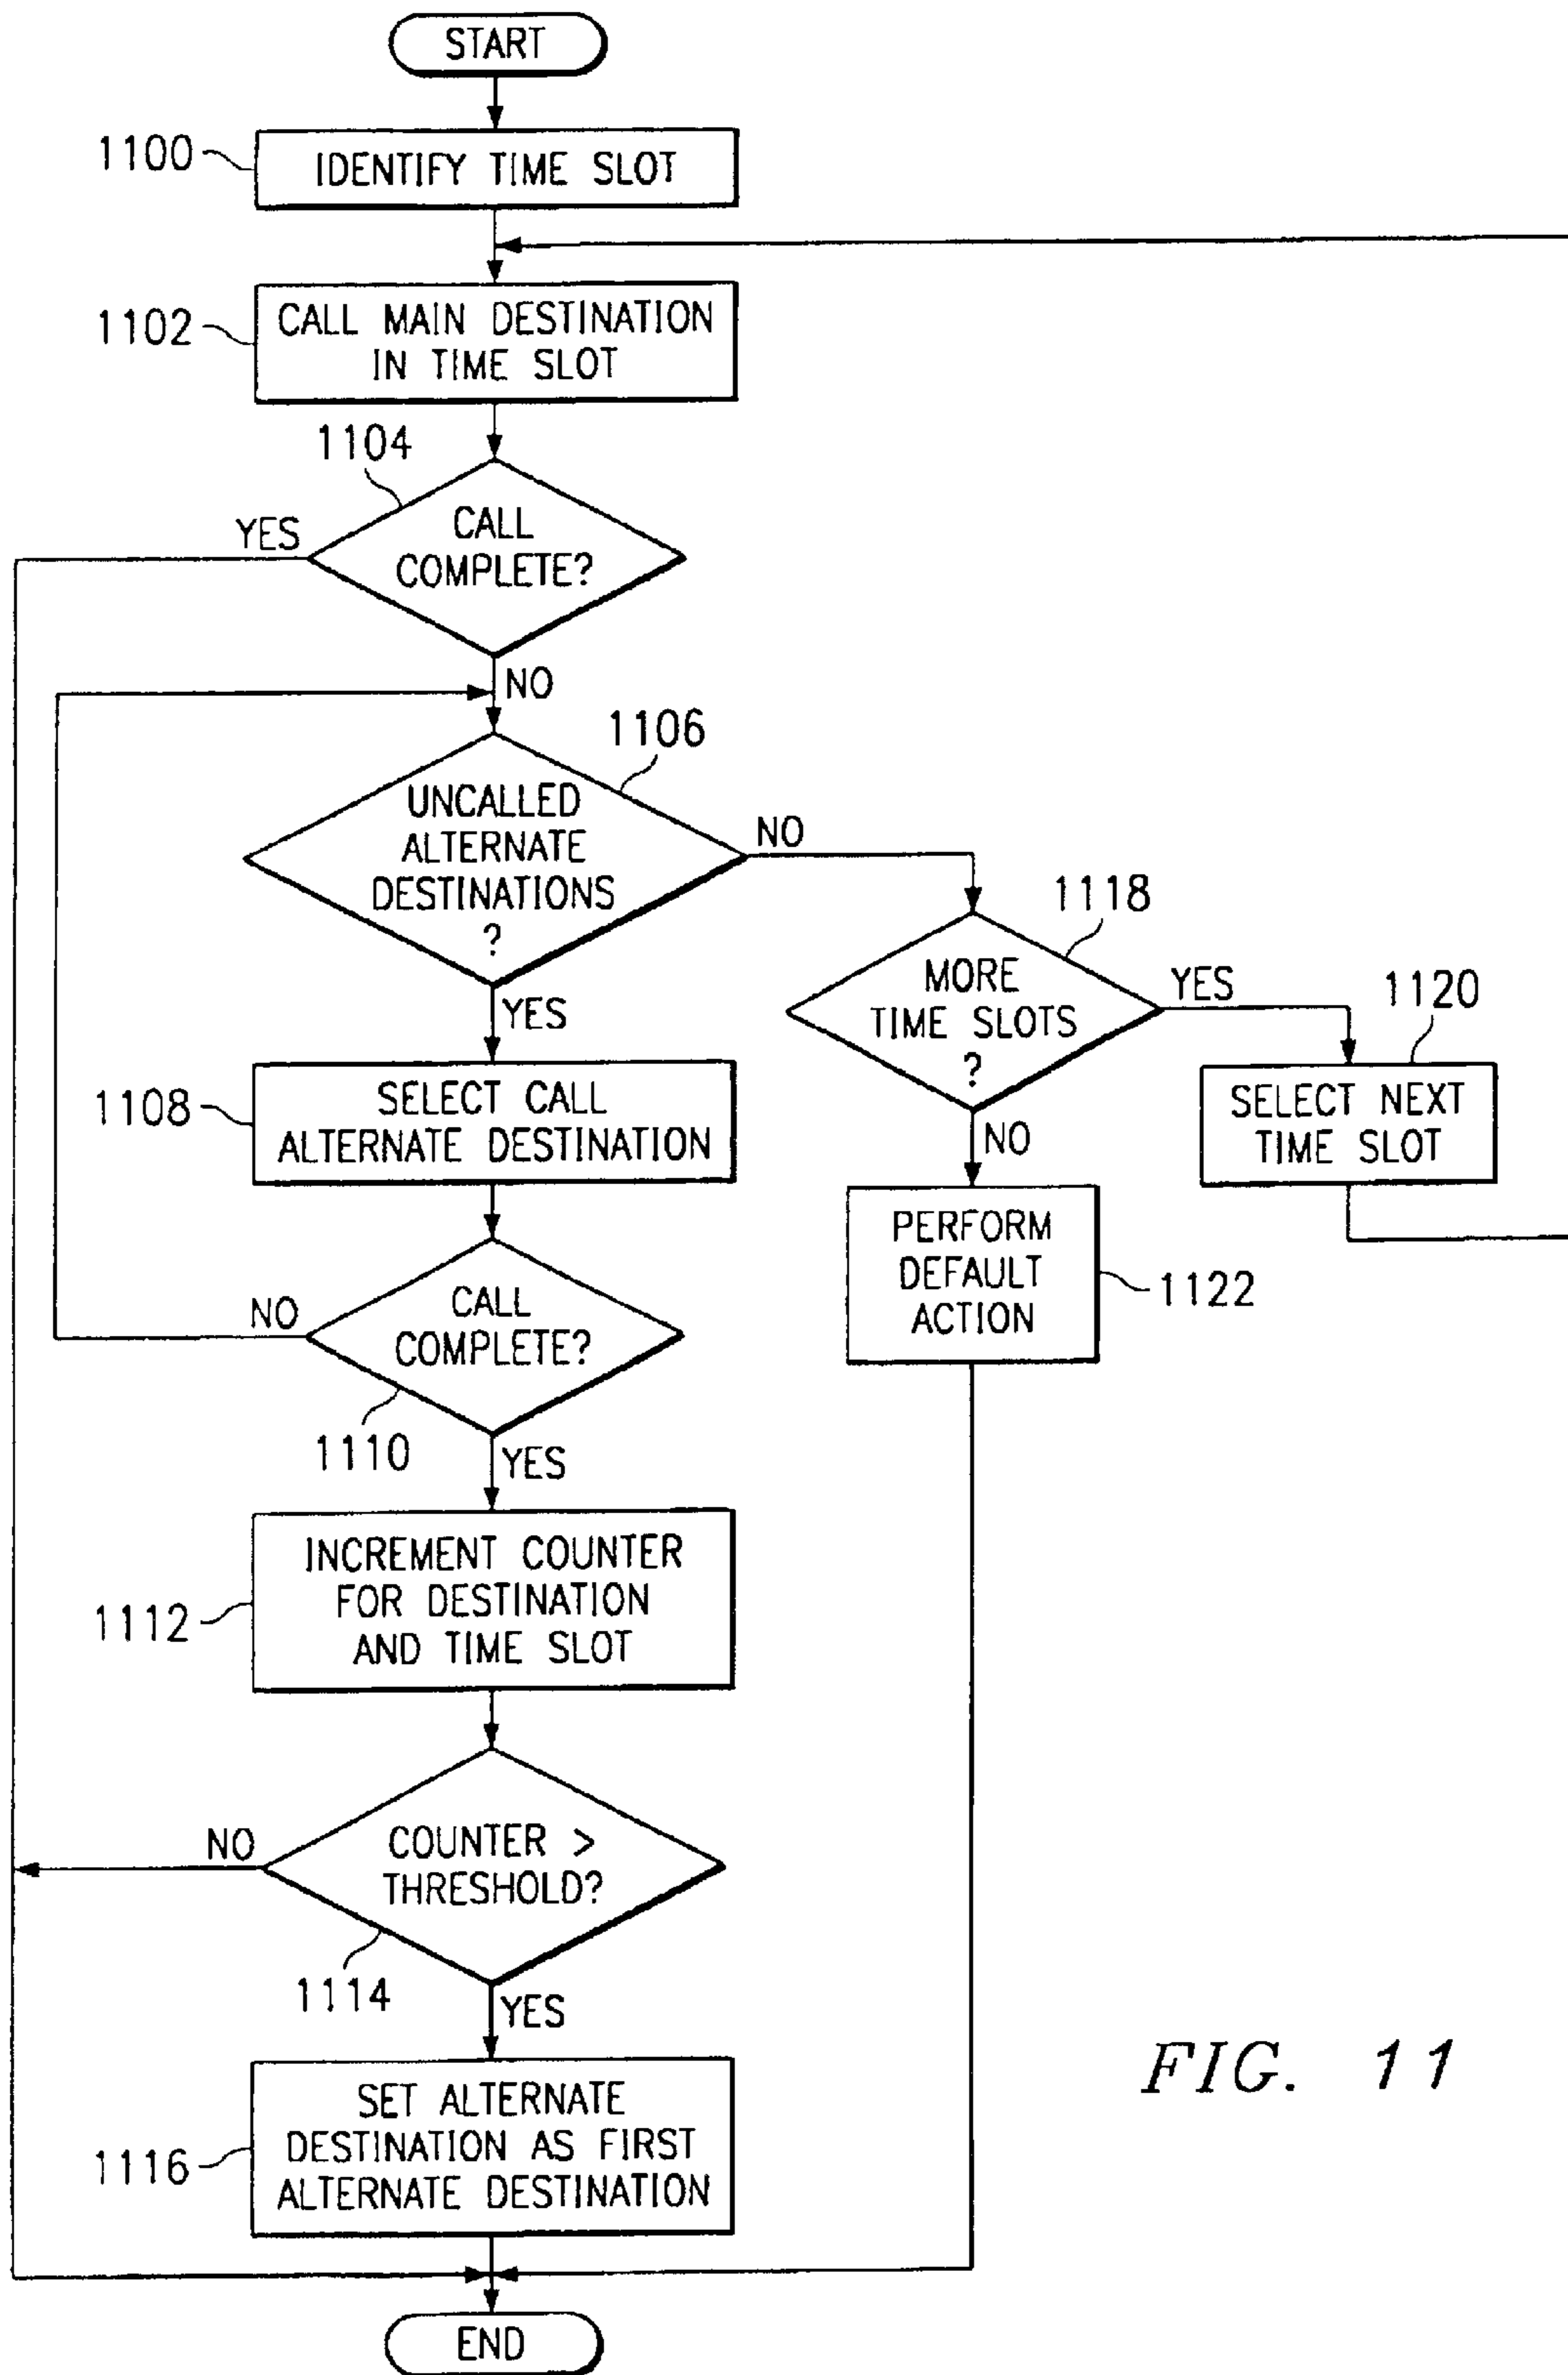 START
1100
IDENTIFY TIME SLOT
1102
CALL MAIN DESTINATION
IN TIME SLOT
1104
YES
CALL
COMPLETE?
NO
1106
UNCALLED
ALTERNATE
DESTINATIONS
?
NO
YES
1118
MORE
TIME SLOTS
?
YES
NO
1120
SELECT NEXT
TIME SLOT
1108
SELECT CALL
ALTERNATE DESTINATION
PERFORM
DEFAULT
ACTION
1122
NO
CALL
COMPLETE?
1110
YES
1112
INCREMENT COUNTER
FOR DESTINATION
AND TIME SLOT
NO
COUNTER >
THRESHOLD?
1114
YES
1116
SET ALTERNATE
DESTINATION AS FIRST
ALTERNATE DESTINATION
END
FIG. 11